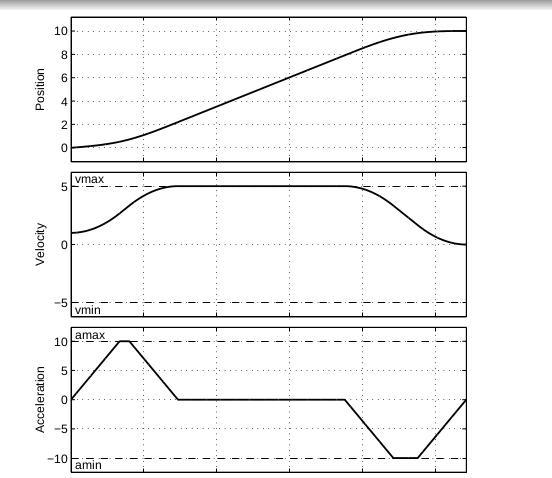 10
8
6
4
2
0
Position
vmax
5
0
−5
vmin
Velocity
amax
10
5
0
−5
−10
amin
Acceleration